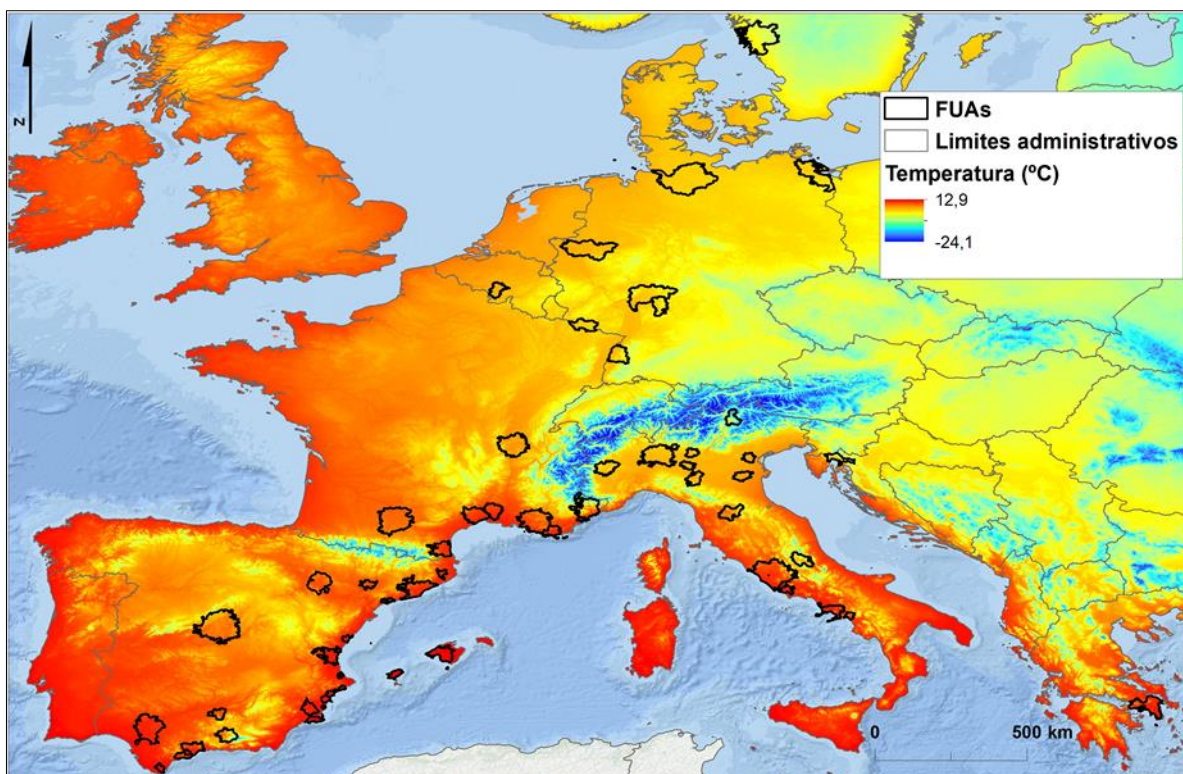 N
FUAs
Limites administrativos
Temperatura (ºC)
12,9
-24,1
0 500 km